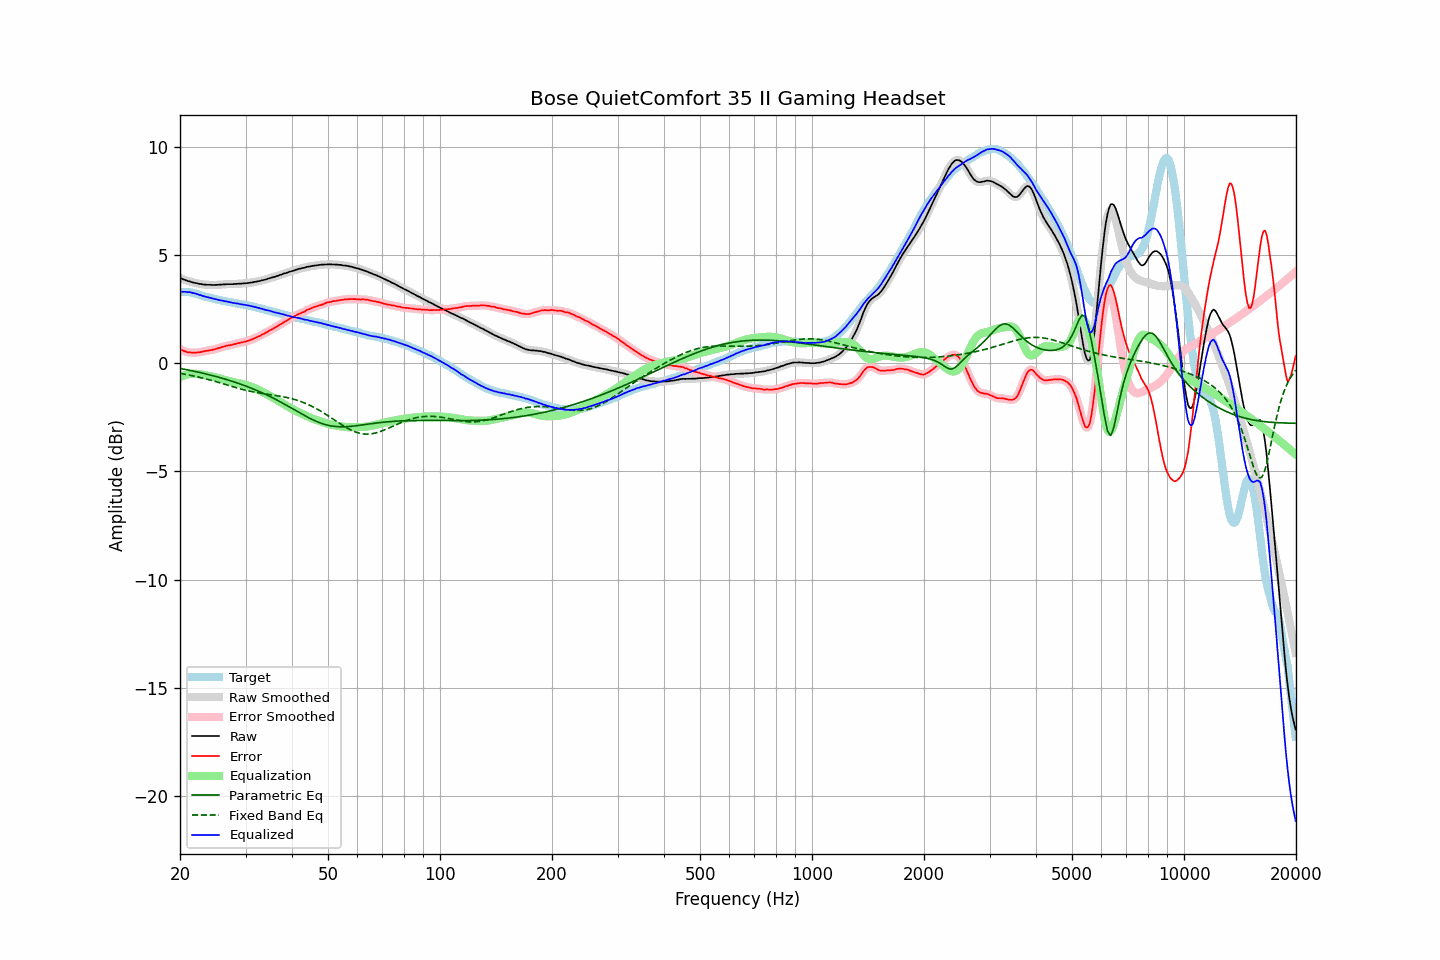 Bose QuietComfort 35 II Gaming Headset
Amplitude (dBr)
10
5
0
−5
−10
−15
−20
Target
Raw Smoothed
Error Smoothed
Raw
Error
Equalization
Parametric Eq
Fixed Band Eq
Equalized
20 50 100 200 500 1000 2000 5000 10000 20000
Frequency (Hz)